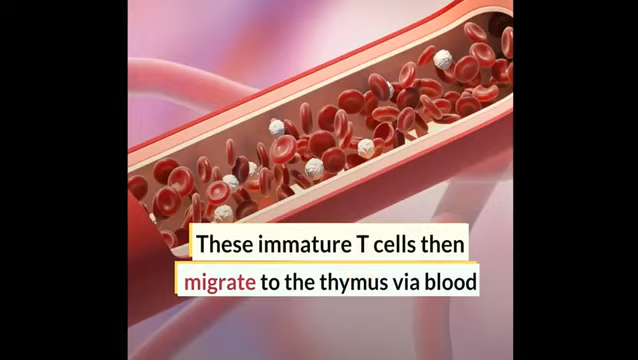 These immature T cells then
migrate to the thymus via blood